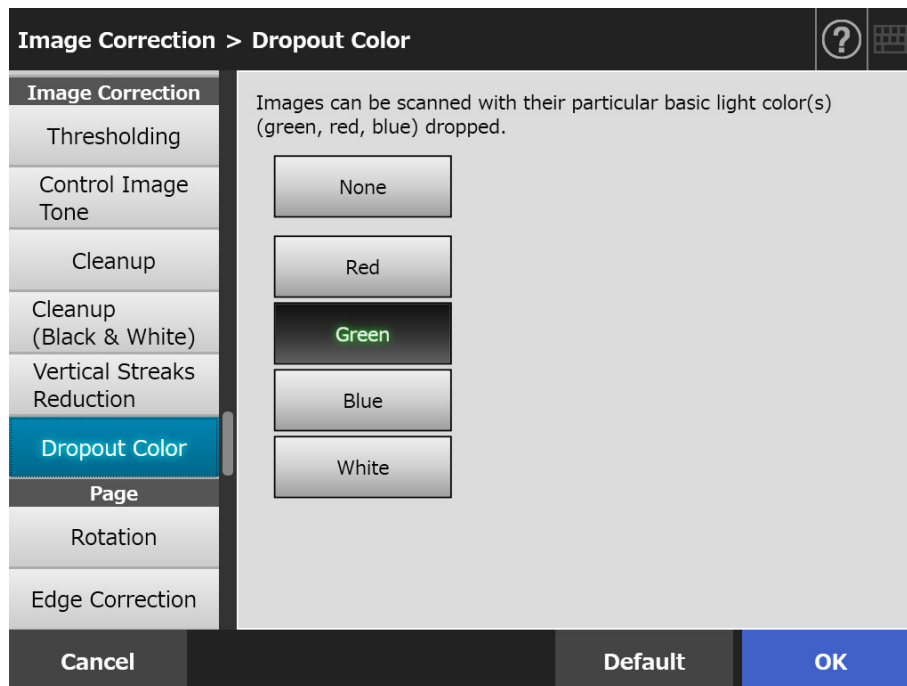 Image Correction > Dropout Color
?
Image Correction
Thresholding
Control Image
Tone
Cleanup
Cleanup
(Black & White)
Vertical Streaks
Reduction
Dropout Color
Page
Rotation
Edge Correction
Images can be scanned with their particular basic light color(s)
(green, red, blue) dropped.
None
Red
Green
Blue
White
Cancel
Default
OK